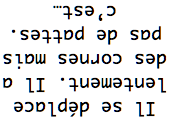 Il se déplace
lentement. Il a
des cornes mais
pas de pattes.
c'est…